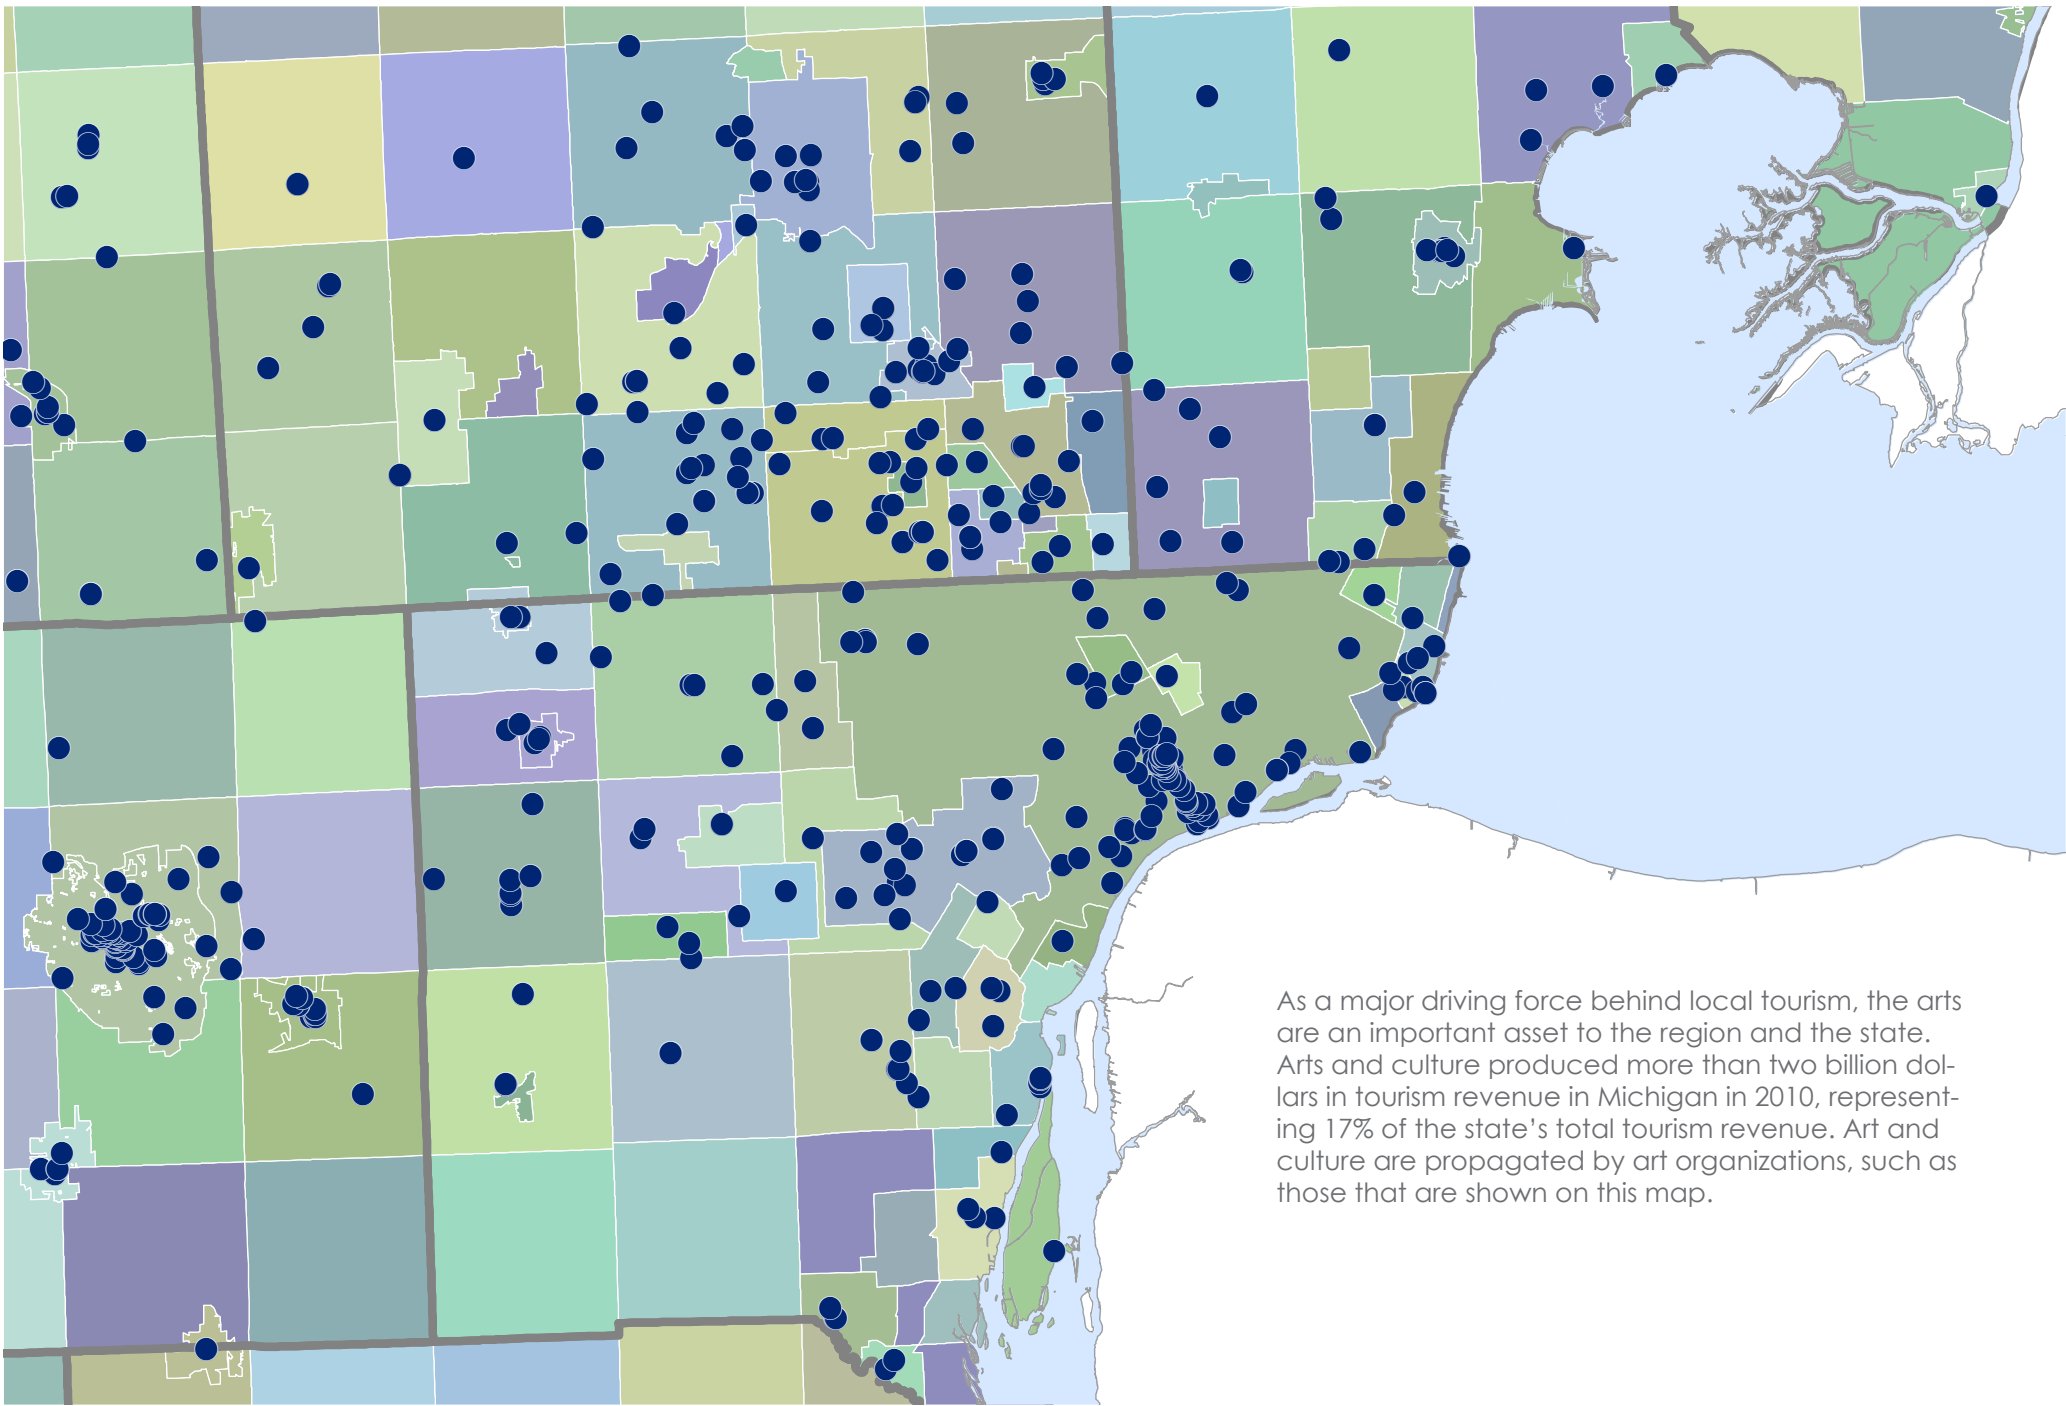 As a major driving force behind local tourism, the arts
are an important asset to the region and the state.
Arts and culture produced more than two billion dol-
lars in tourism revenue in Michigan in 2010, represent-
ing 17% of the state’s total tourism revenue. Art and
culture are propagated by art organizations, such as
those that are shown on this map.